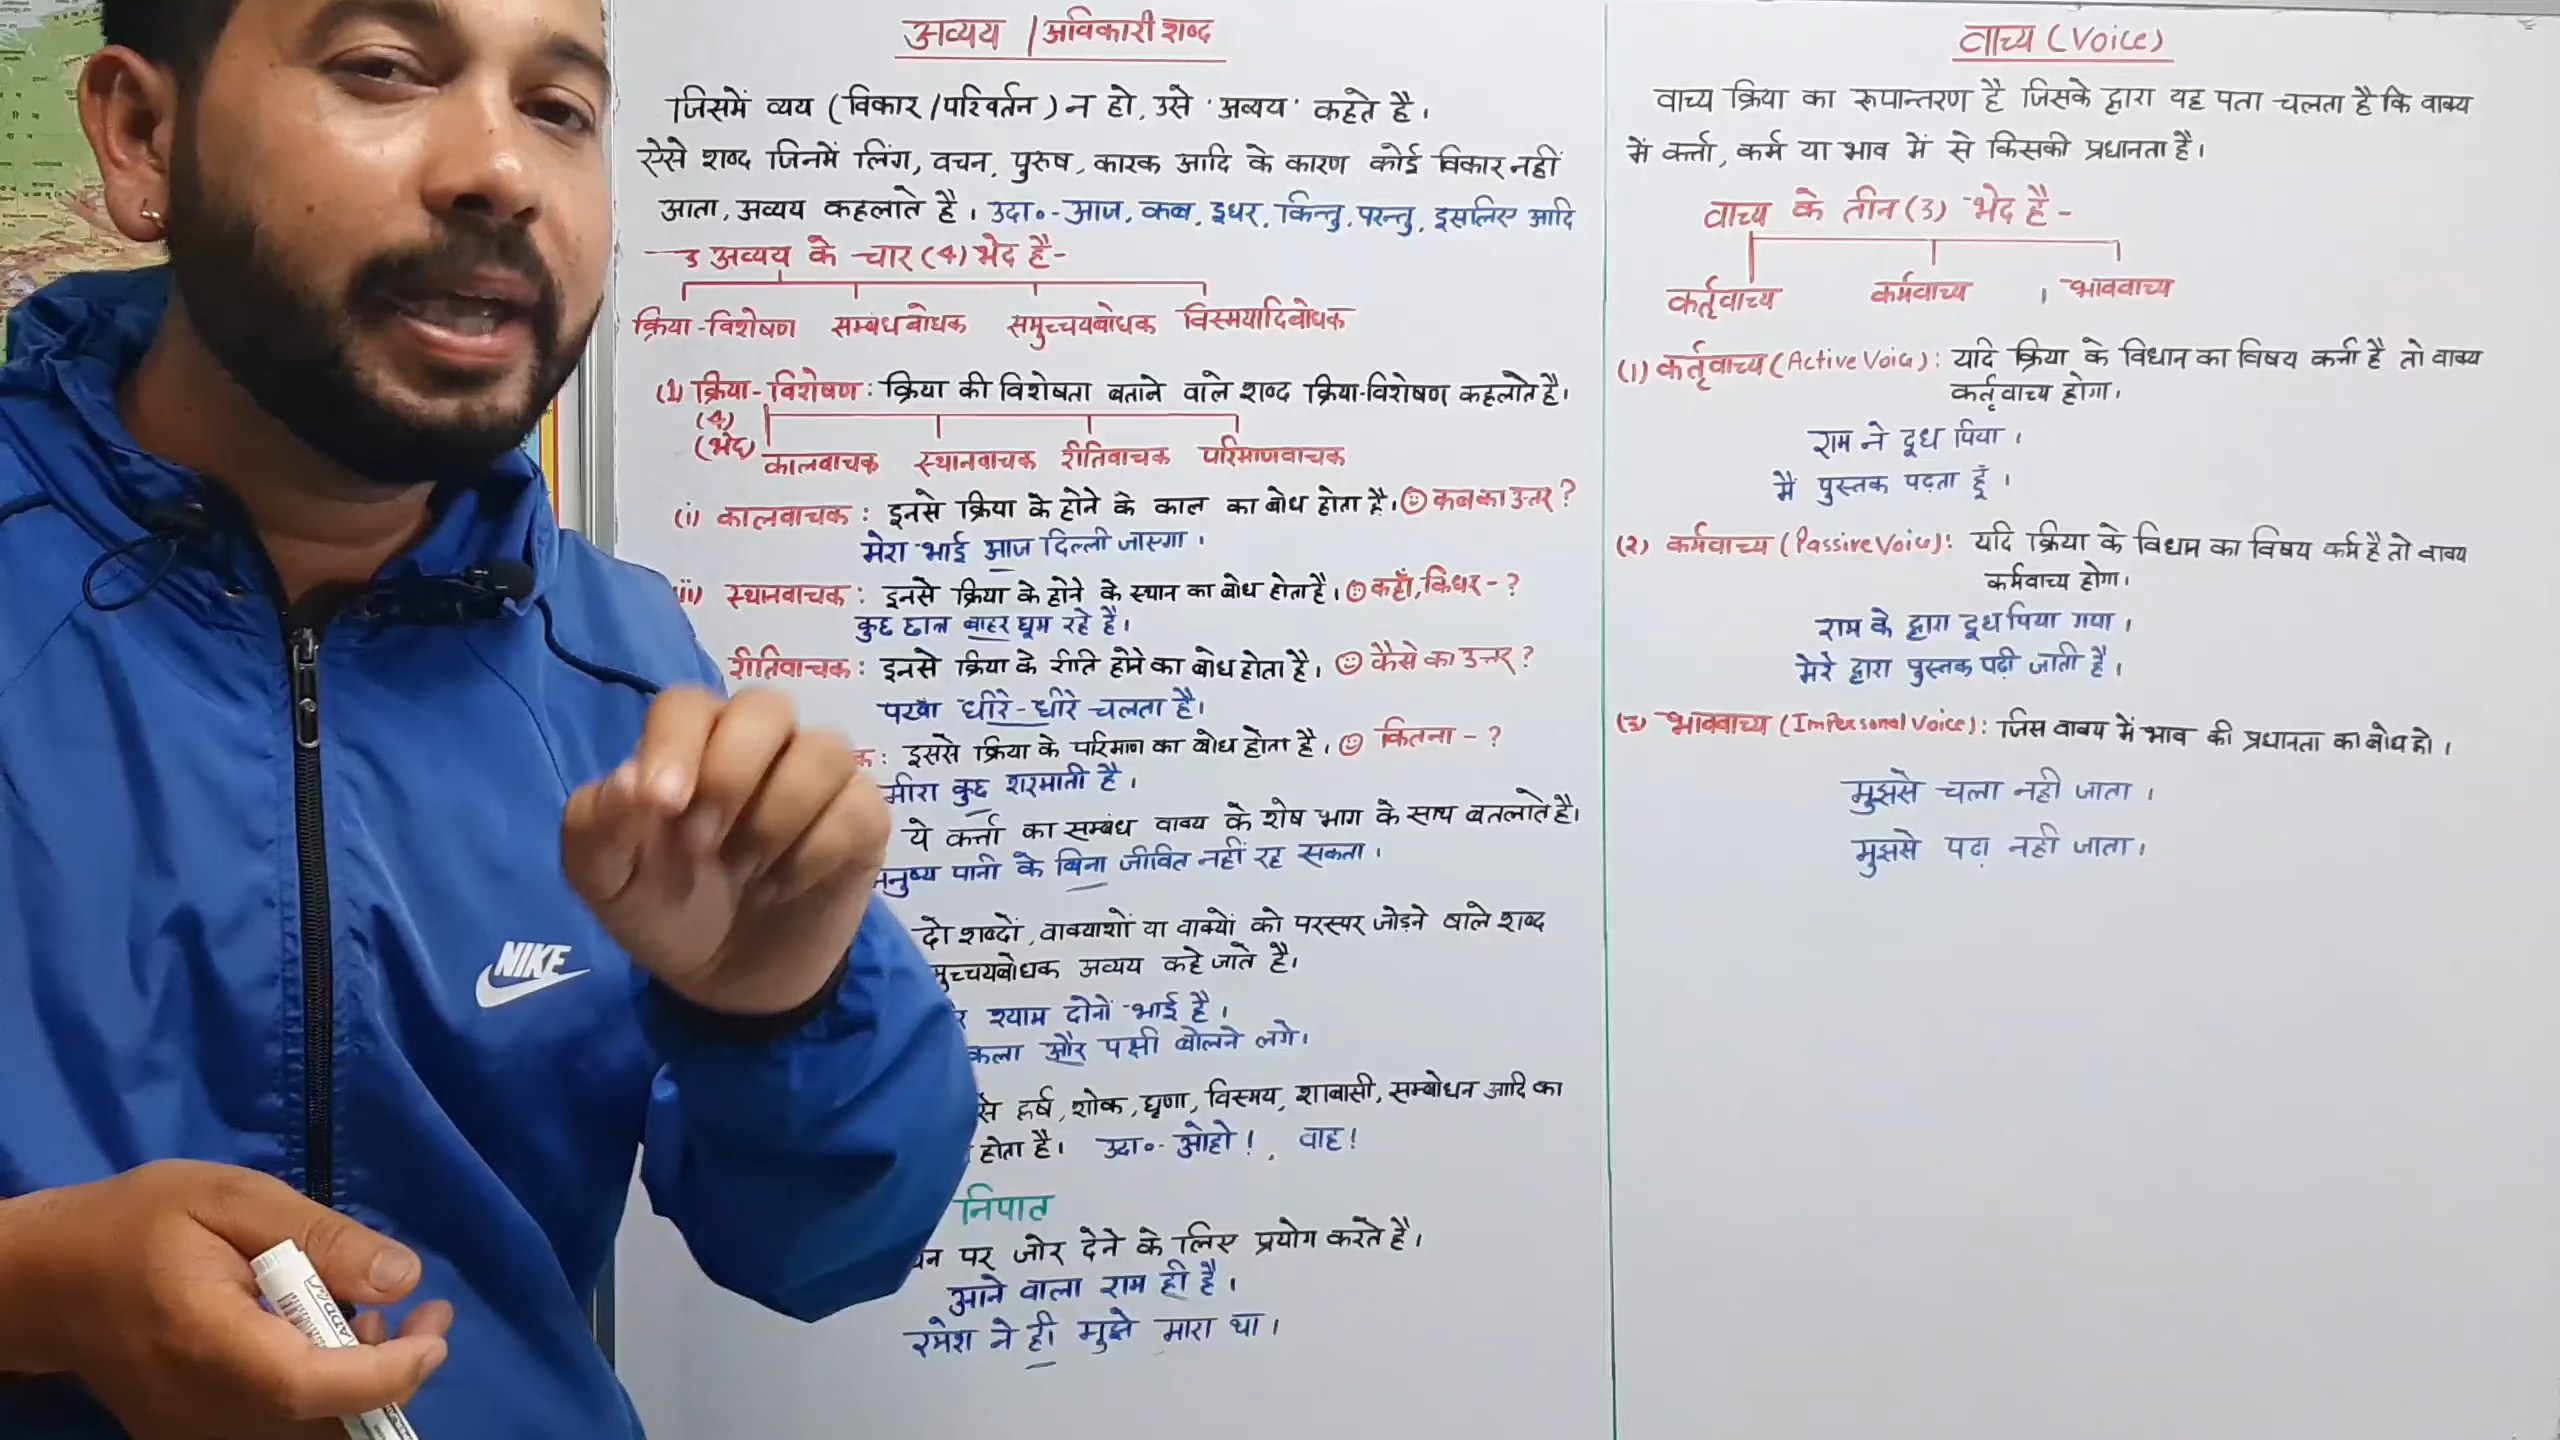 अव्यय / अविकारी शब्द
जिसमें व्यय (विकार/परिवर्तन) न हो, उसे 'अव्यय' कहते है।
ऐसे शब्द जिनमें लिंग, वचन, पुरुष, कारक आदि के कारण कोई विकार नहीं
आता, अव्यय कहलाते है। उदा०- आज, कब, इधर, किन्तु, परन्तु, इसलिए आदि
अव्यय के चार (4) भेद है-
क्रिया-विशेषण सम्बंधबोधक समुच्चयबोधक विस्मयादिबोधक
(1) क्रिया-विशेषण : क्रिया की विशेषता बताने वाले शब्द क्रिया-विशेषण कहलाते है।
(4)
(भेद)
कालवाचक स्थानवाचक रीतिवाचक परिमाणवाचक
(i) कालवाचक : इनसे क्रिया के होने के काल का बोध होता है। कब का उत्तर ?
मेरा भाई आज दिल्ली जाएगा ।
ii) स्थानवाचक : इनसे क्रिया के होने के स्थान का बोध होता है। कहाँ, किधर - ?
कुछ छात्र बाहर घूम रहे है।
रीतिवाचक : इनसे क्रिया के रीति होने का बोध होता है। कैसे का उत्तर ?
पंखा धीरे-धीरे चलता है।
क : इससे क्रिया के परिमाण का बोध होता है। कितना - ?
मीरा कुछ शरमाती है।
ये कर्त्ता का सम्बंध वाक्य के शेष भाग के साथ बतलाते है।
मनुष्य पानी के बिना जीवित नहीं रह सकता ।
दो शब्दों, वाक्याशों या वाक्यों को परस्पर जोड़ने वाले शब्द
मुच्चयबोधक अव्यय कहे जाते है।
र श्याम दोनों भाई है।
कला और पक्षी बोलने लगे।
से हर्ष, शोक, घृणा, विस्मय, शाबासी, सम्बोधन आदि का
होता है। उदा०- ओहो! , वाह!
निपात
पर जोर देने के लिए प्रयोग करते है।
आने वाला राम ही है।
रमेश ने ही मुझे मारा था।
वाच्य (Voice)
वाच्य क्रिया का रूपान्तरण है जिसके द्वारा यह पता चलता है कि वाक्य
में कर्त्ता, कर्म या भाव में से किसकी प्रधानता है।
वाच्य के तीन (3) भेद है-
कर्तृवाच्य कर्मवाच्य , भाववाच्य
(1) कर्तृवाच्य (Active Voice) : यदि क्रिया के विधान का विषय कर्त्ता है तो वाक्य
कर्तृवाच्य होगा।
राम ने दूध पिया ।
मै पुस्तक पढ़ता हूँ ।
(2) कर्मवाच्य (Passive Voice) : यदि क्रिया के विधान का विषय कर्म है तो वाक्य
कर्मवाच्य होगा।
राम के द्वारा दूध पिया गया ।
मेरे द्वारा पुस्तक पढ़ी जाती है।
(3) भाववाच्य (Impersonal Voice) : जिस वाक्य में भाव की प्रधानता का बोध हो ।
मुझसे चला नही जाता ।
मुझसे पढा नही जाता ।
NIKE